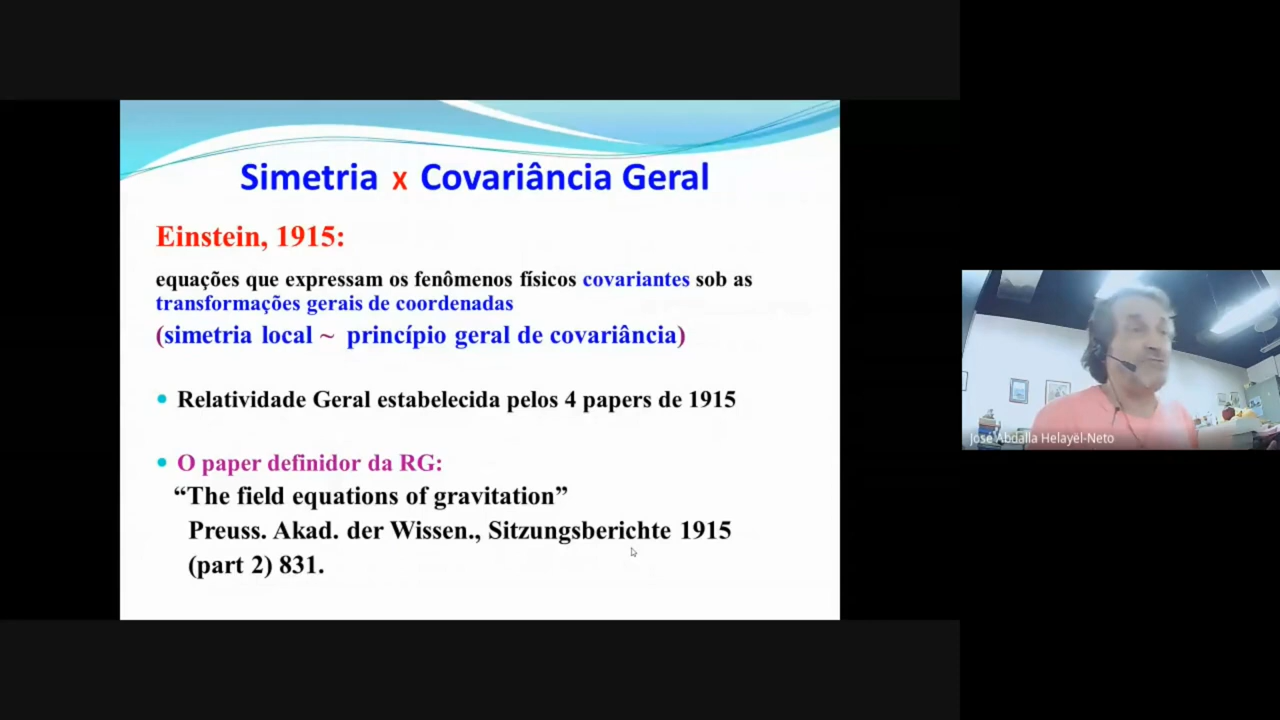 Simetria x Covariância Geral
Einstein, 1915:
equações que expressam os fenômenos físicos covariantes sob as
transformações gerais de coordenadas
(simetria local ~ princípio geral de covariância)
• Relatividade Geral estabelecida pelos 4 papers de 1915
• O paper definidor da RG:
“The field equations of gravitation”
Preuss. Akad. der Wissen., Sitzungsberichte 1915
(part 2) 831.
José Abdalla Helayël-Neto